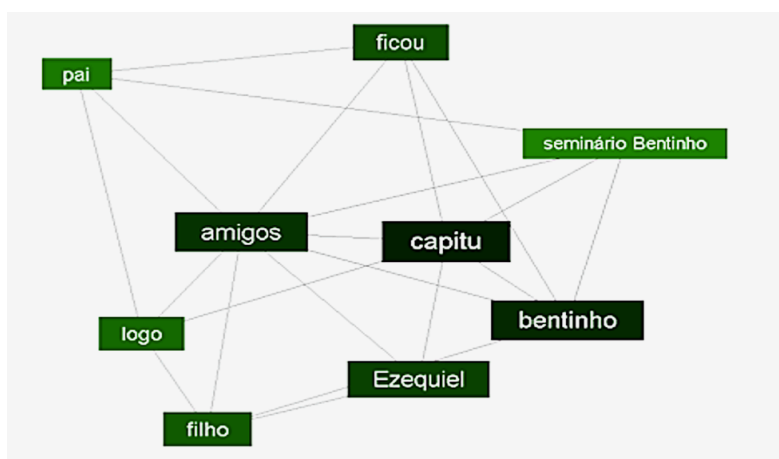 ficou
pai
seminário Bentinho
amigos
capitu
bentinho
logo
Ezequiel
filho